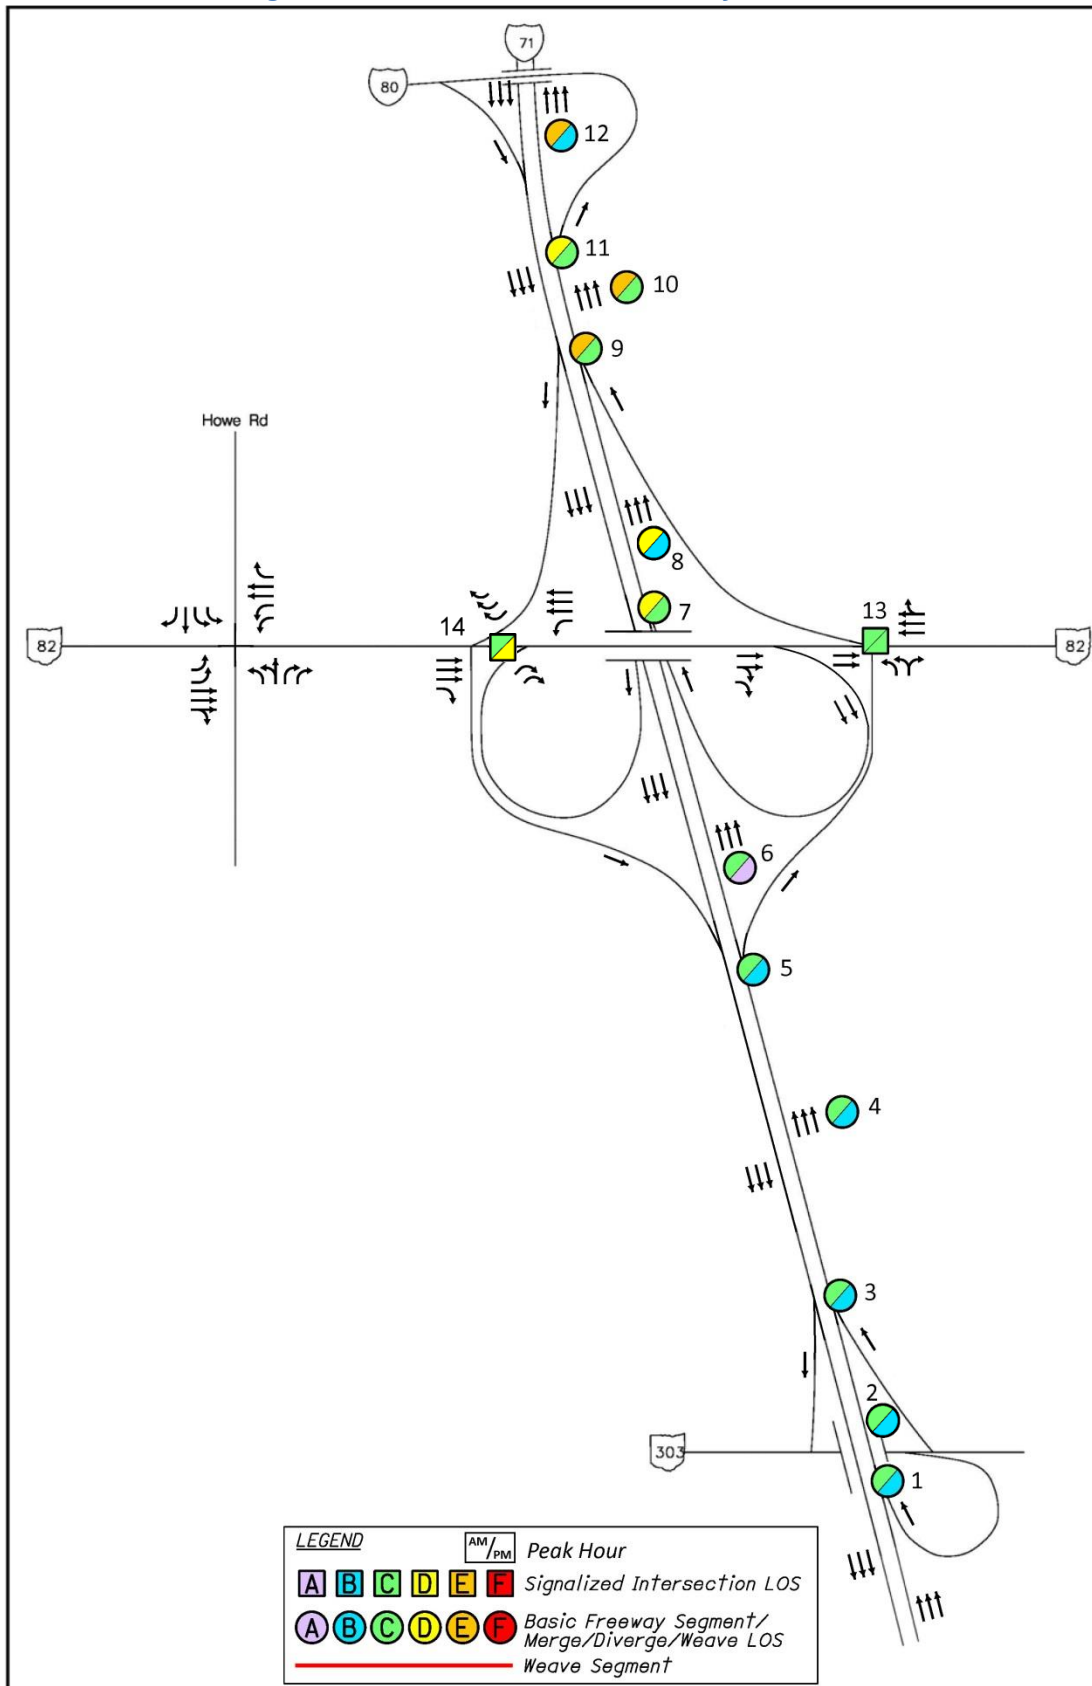 71
80
12
11
10
9
Howe Rd
8
7
14
13
82
82
6
5
4
3
2
303
1
LEGEND
AM/PM Peak Hour
A B C D E F Signalized Intersection LOS
A B C D E F Basic Freeway Segment/
Merge/Diverge/Weave LOS
Weave Segment